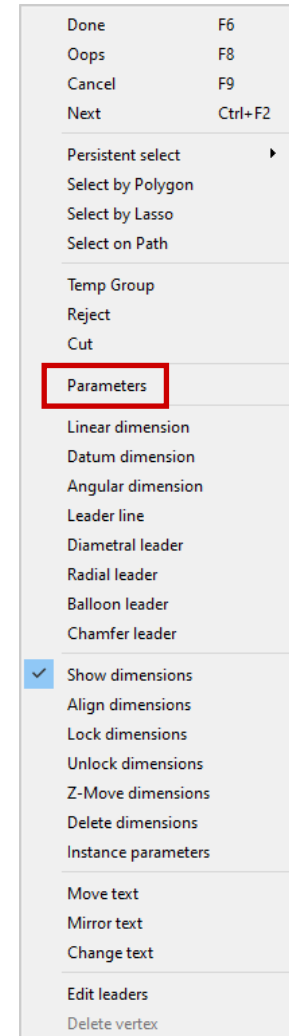 Done F6
Oops F8
Cancel F9
Next Ctrl+F2
Persistent select
Select by Polygon
Select by Lasso
Select on Path
Temp Group
Reject
Cut
Parameters
Linear dimension
Datum dimension
Angular dimension
Leader line
Diametral leader
Radial leader
Balloon leader
Chamfer leader
Show dimensions
Align dimensions
Lock dimensions
Unlock dimensions
Z-Move dimensions
Delete dimensions
Instance parameters
Move text
Mirror text
Change text
Edit leaders
Delete vertex